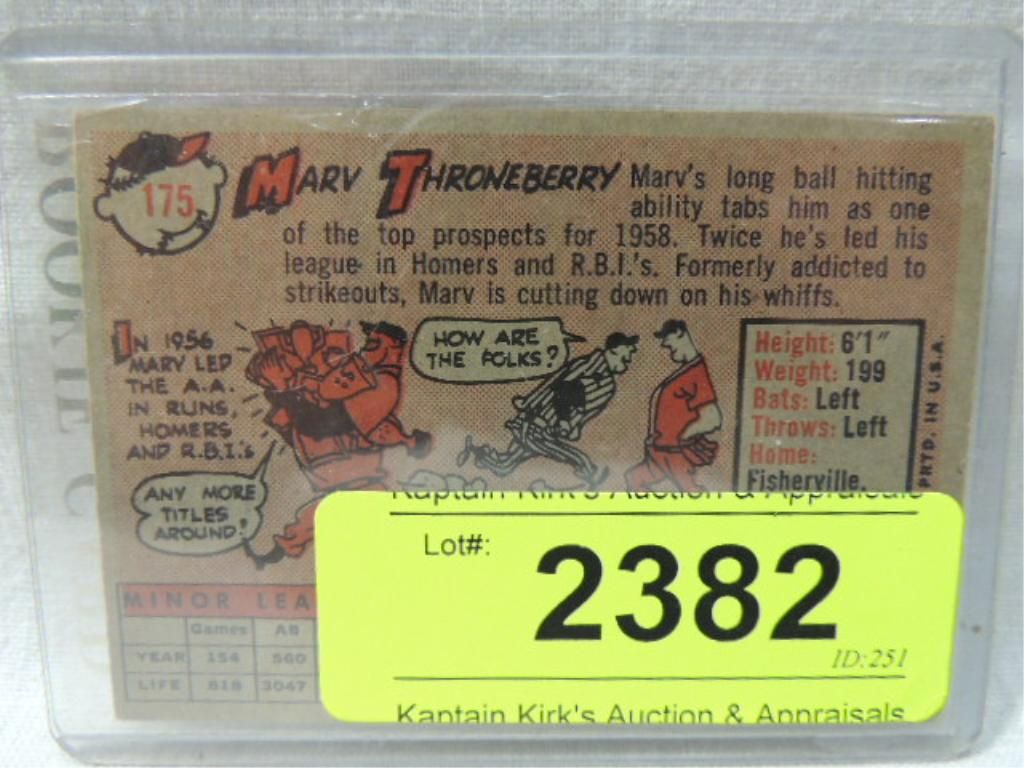 175
MARV THRONEBERRY Marv's long ball hitting
ability tabs him as one
of the top prospects for 1958. Twice he's led his
league in Homers and R.B.I.'s. Formerly addicted to
strikeouts, Marv is cutting down on his whiffs.
IN 1956
MARV LED
THE A.A.
IN RUNS,
HOMERS
AND R.B.I.'s
ANY MORE
TITLES
AROUND?
HOW ARE
THE FOLKS?
Height: 6'1"
Weight: 199
Bats: Left
Throws: Left
Home:
Fisherville,
PRTD. IN U.S.A.
MINOR LEA
Games AB
YEAR 154 560
LIFE 818 3047
Kaptain Kirk's Auction & Appraisals
Lot#:
2382
ID:251
Kaptain Kirk's Auction & Appraisals